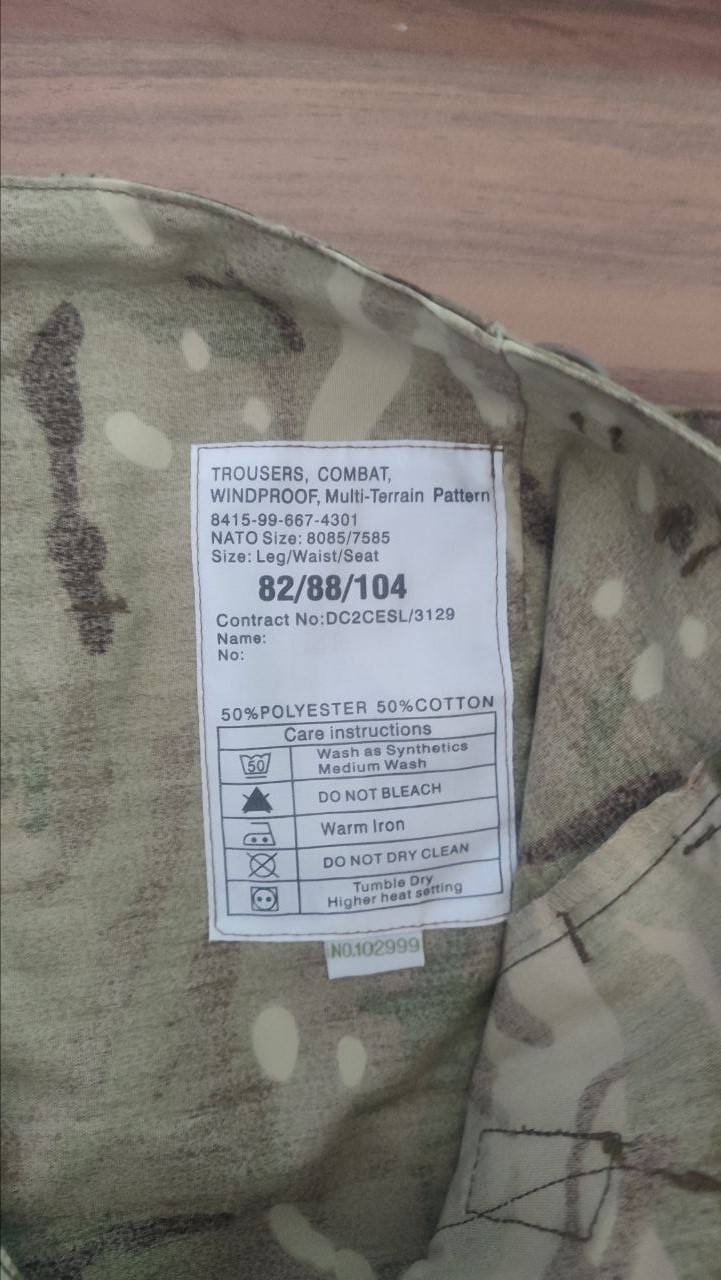 TROUSERS, COMBAT,
WINDPROOF, Multi-Terrain Pattern
8415-99-667-4301
NATO Size: 8085/7585
Size: Leg/Waist/Seat
82/88/104
Contract No:DC2CESL/3129
Name:
No:
50%POLYESTER 50%COTTON
Care instructions
50
Wash as Synthetics
Medium Wash
DO NOT BLEACH
Warm Iron
DO NOT DRY CLEAN
Tumble Dry
Higher heat setting
NO.102999